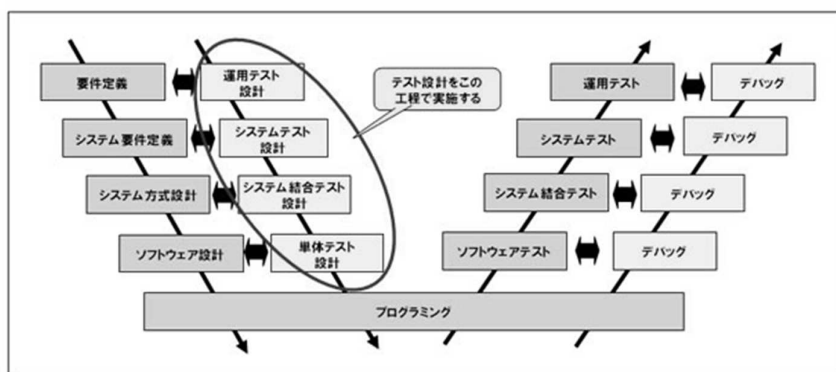 要件定義
運用テスト
設計
テスト設計をこの
工程で実施する
運用テスト
デバッグ
システム要件定義
システムテスト
設計
システムテスト
デバッグ
システム方式設計
システム結合テスト
設計
システム結合テスト
デバッグ
ソフトウェア設計
単体テスト
設計
ソフトウェアテスト
デバッグ
プログラミング